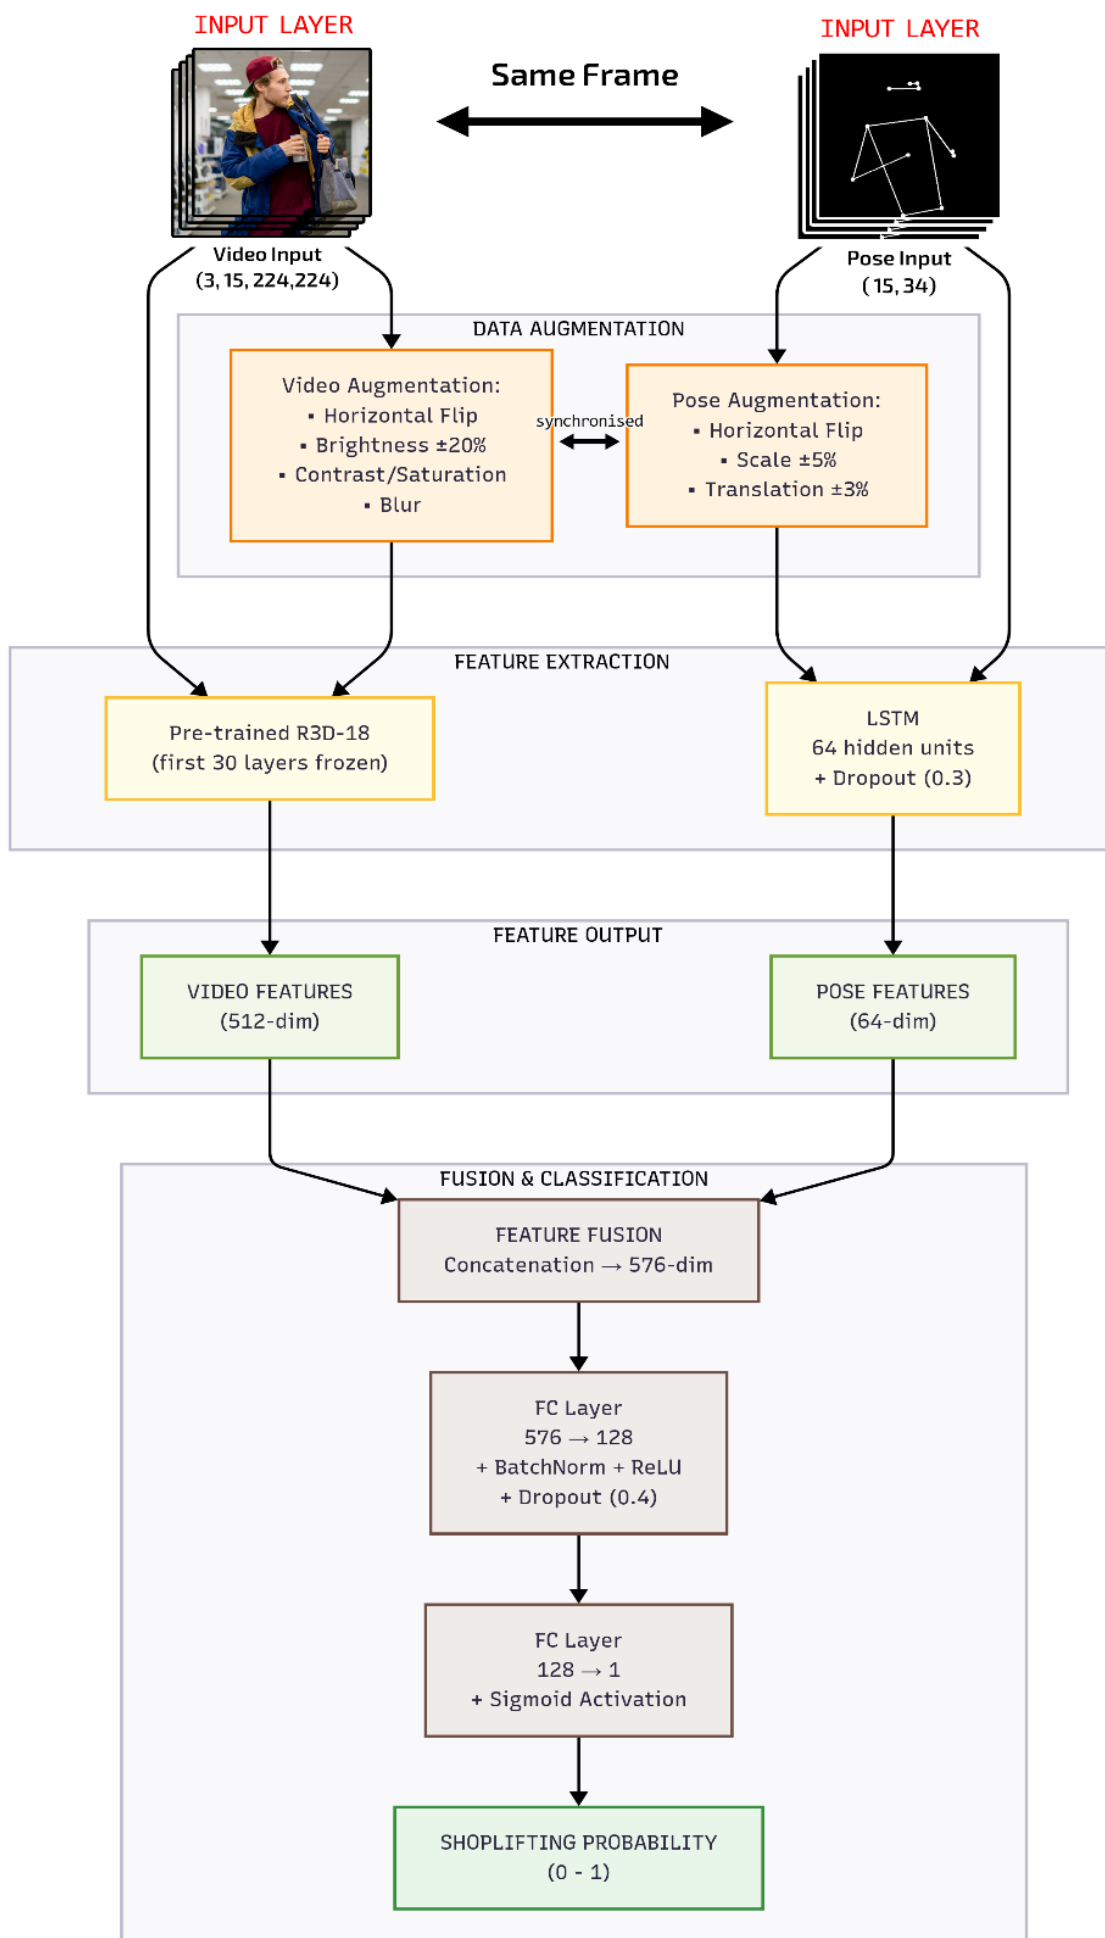 INPUT LAYER
INPUT LAYER
Same Frame
Video Input
(3, 15, 224,224)
Pose Input
( 15, 34)
DATA AUGMENTATION
Video Augmentation:
▪ Horizontal Flip
▪ Brightness ±20%
▪ Contrast/Saturation
▪ Blur
synchronised
Pose Augmentation:
▪ Horizontal Flip
▪ Scale ±5%
▪ Translation ±3%
FEATURE EXTRACTION
Pre-trained R3D-18
(first 30 layers frozen)
LSTM
64 hidden units
+ Dropout (0.3)
FEATURE OUTPUT
VIDEO FEATURES
(512-dim)
POSE FEATURES
(64-dim)
FUSION & CLASSIFICATION
FEATURE FUSION
Concatenation → 576-dim
FC Layer
576 → 128
+ BatchNorm + ReLU
+ Dropout (0.4)
FC Layer
128 → 1
+ Sigmoid Activation
SHOPLIFTING PROBABILITY
(0 - 1)